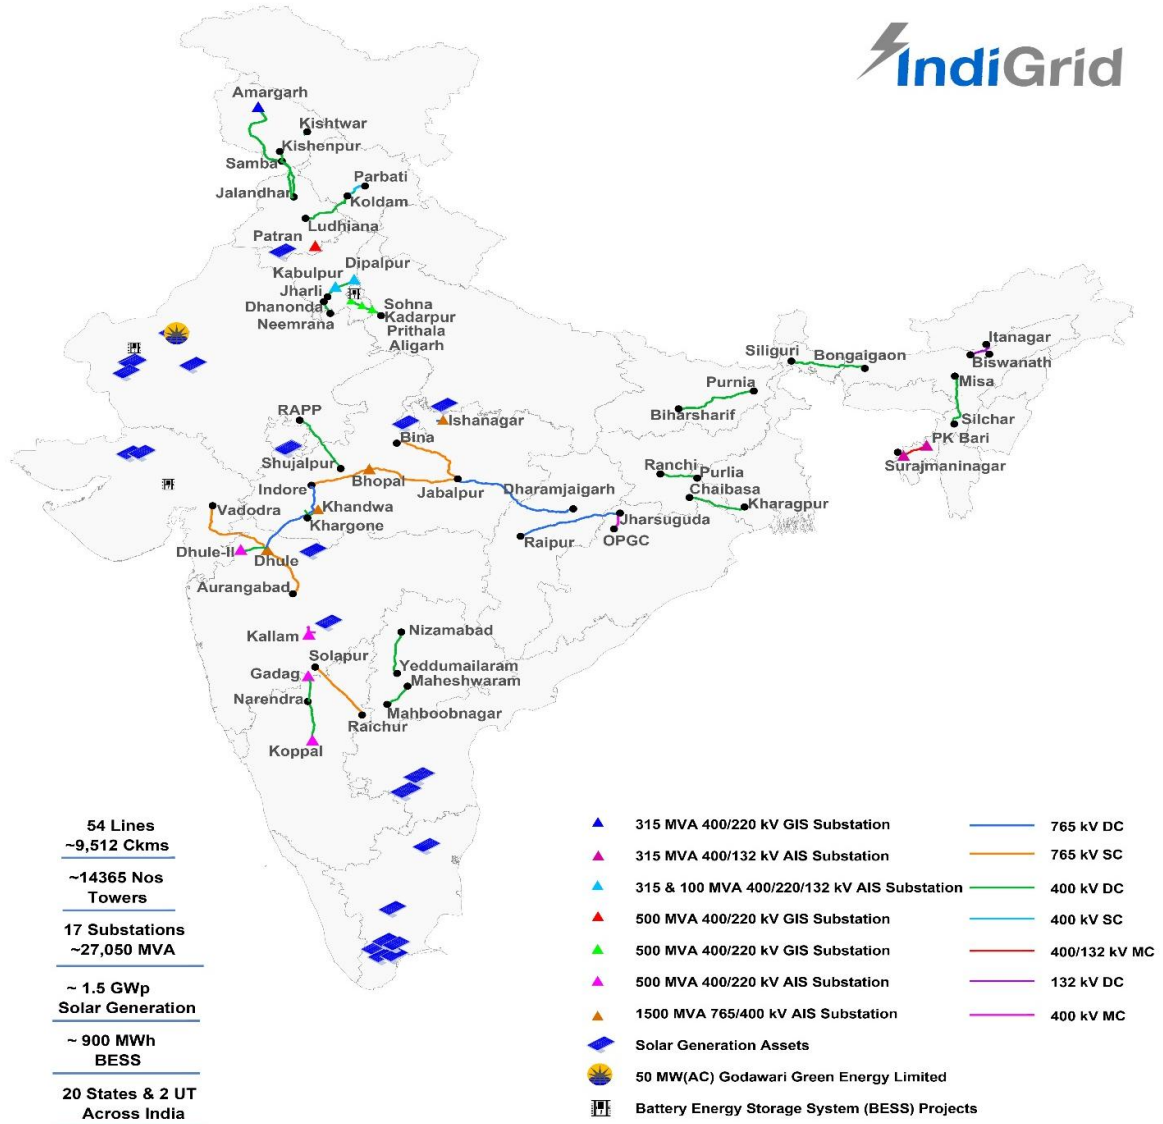 IndiGrid
Amargarh
Kishtwar
Kishenpur
Samba
Jalandhar
Parbati
Koldam
Ludhiana
Patran
Dipalpur
Kabulpur
Jharli
Dhanonda
Neemrana
Sohna
Kadarpur
Prithala
Aligarh
Itanagar
Biswanath
Siliguri
Bongaigaon
Misa
Purnia
Biharsharif
Silchar
PK Bari
Surajmaninagar
RAPP
Ishanagar
Bina
Shujalpur
Bhopal
Jabalpur
Indore
Ranchi
Purlia
Chaibasa
Kharagpur
Dharamjaigarh
Vadodra
Khandwa
Khargone
Jharsuguda
OPGC
Raipur
Dhule-II
Dhule
Aurangabad
Kallam
Nizamabad
Solapur
Gadag
Yeddumailaram
Maheshwaram
Narendra
Mahboobnagar
Raichur
Koppal
54 Lines
~9,512 Ckms
~14365 Nos
Towers
17 Substations
~27,050 MVA
~ 1.5 GWp
Solar Generation
~ 900 MWh
BESS
20 States & 2 UT
Across India
315 MVA 400/220 kV GIS Substation
315 MVA 400/132 kV AIS Substation
315 & 100 MVA 400/220/132 kV AIS Substation
500 MVA 400/220 kV GIS Substation
500 MVA 400/220 kV GIS Substation
500 MVA 400/220 kV AIS Substation
1500 MVA 765/400 kV AIS Substation
Solar Generation Assets
50 MW(AC) Godawari Green Energy Limited
Battery Energy Storage System (BESS) Projects
765 kV DC
765 kV SC
400 kV DC
400 kV SC
400/132 kV MC
132 kV DC
400 kV MC